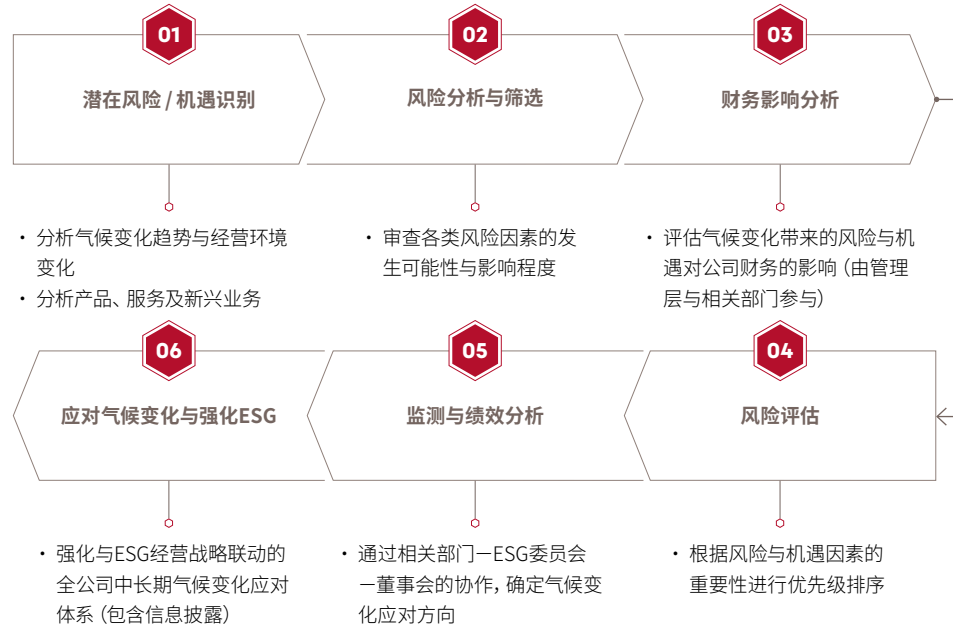 01
潜在风险 / 机遇识别
• 分析气候变化趋势与经营环境
变化
• 分析产品、服务及新兴业务
02
风险分析与筛选
• 审查各类风险因素的发
生可能性与影响程度
03
财务影响分析
• 评估气候变化带来的风险与机
遇对公司财务的影响（由管理
层与相关部门参与）
04
风险评估
• 根据风险与机遇因素的
重要性进行优先级排序
05
监测与绩效分析
• 通过相关部门—ESG委员会
—董事会的协作，确定气候变
化应对方向
06
应对气候变化与强化ESG
• 强化与ESG经营战略联动的
全公司中长期气候变化应对
体系（包含信息披露）